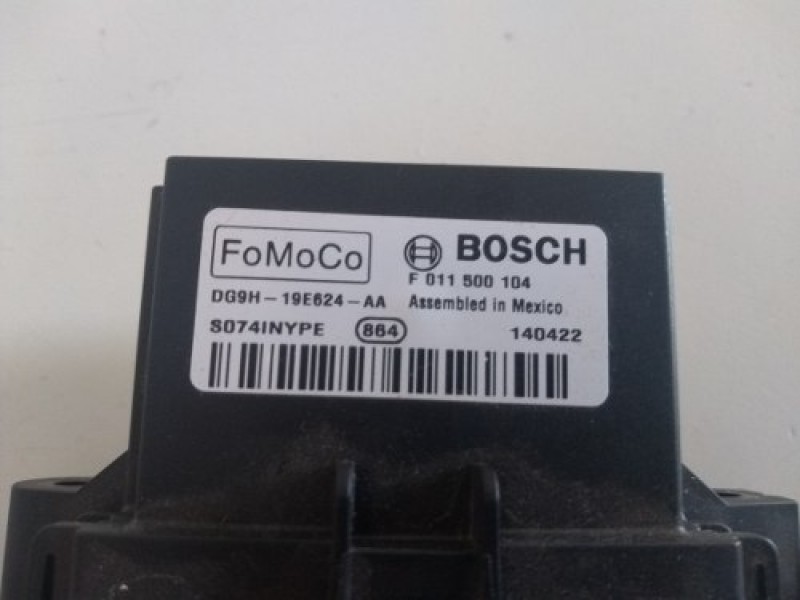 FoMoCo
BOSCH
F 011 500 104
DG9H-19E624-AA Assembled in Mexico
S074INYPE 864 140422